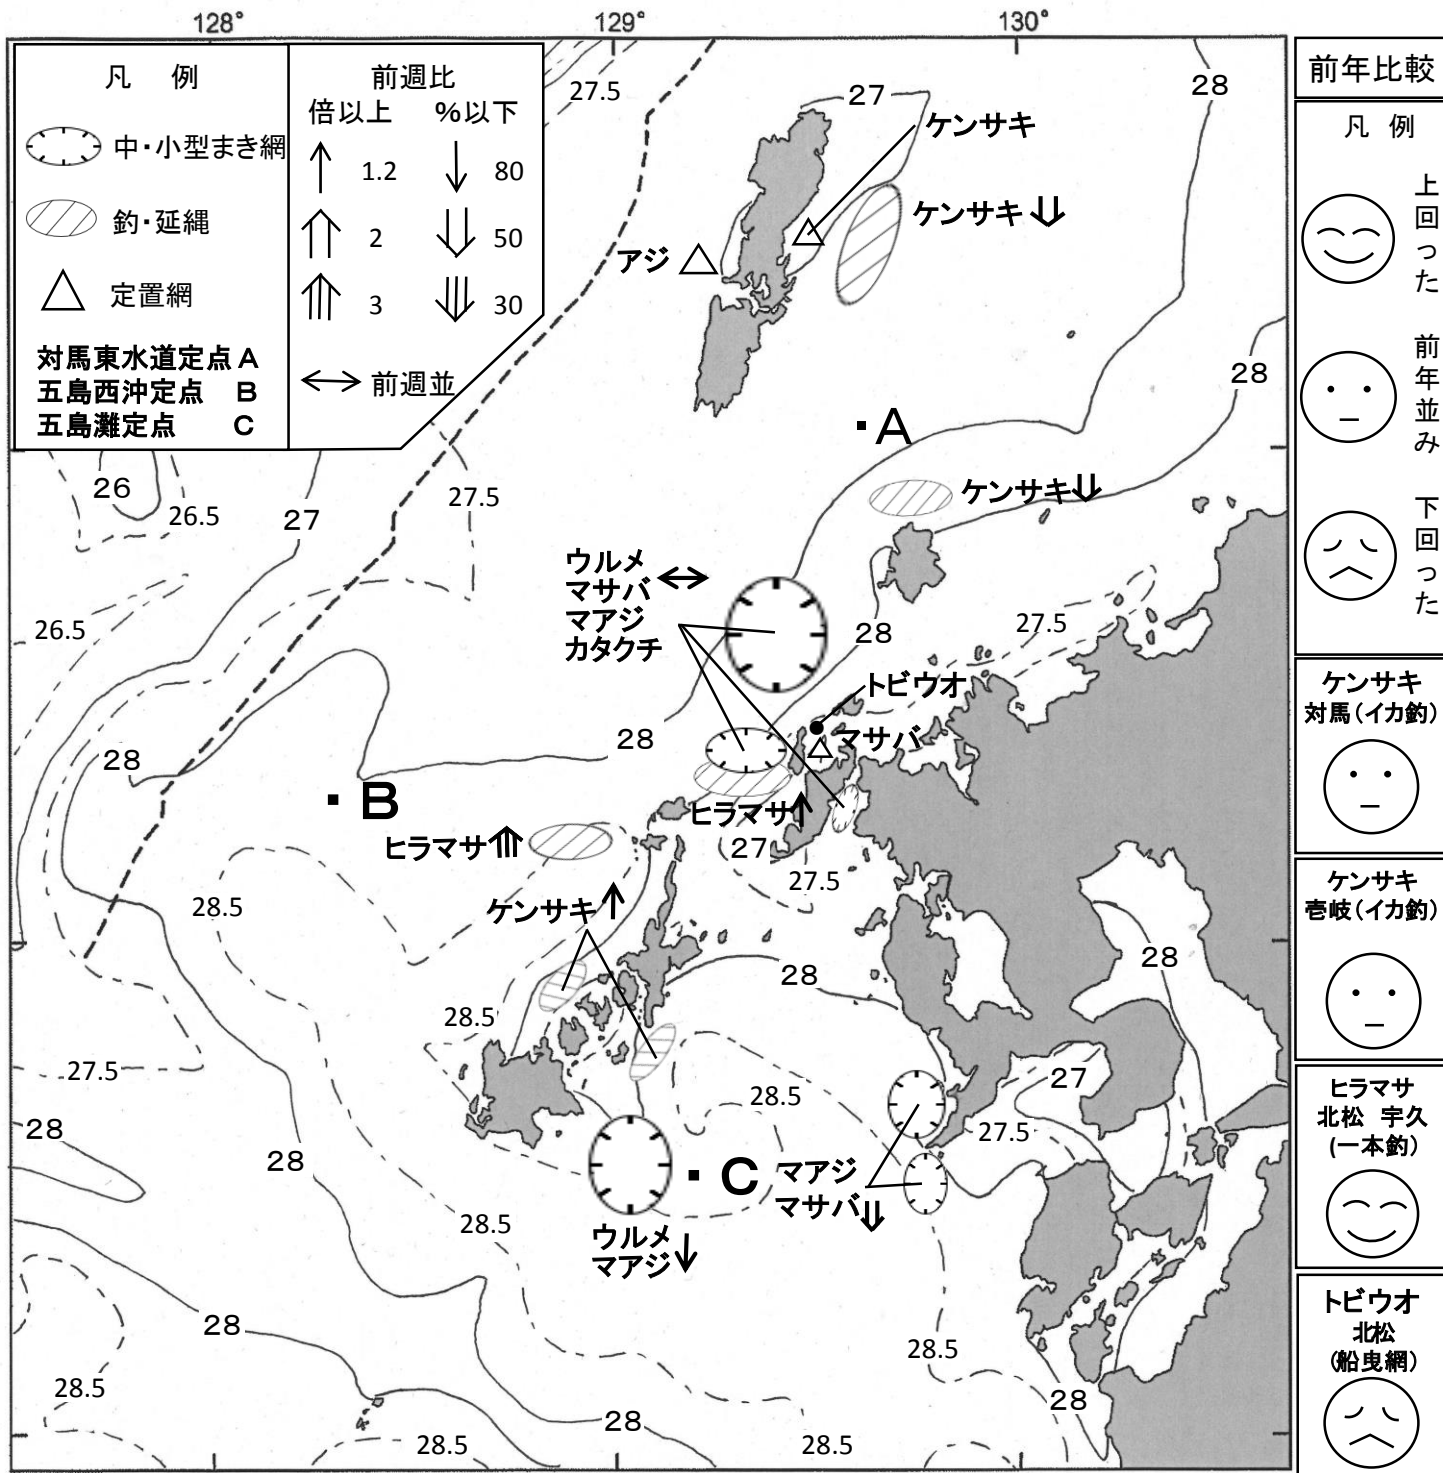 128°
129°
130°
凡 例
中・小型まき網
釣・延縄
定置網
対馬東水道定点 A
五島西沖定点 B
五島灘定点 C
前週比
倍以上 %以下
1.2 80
2 50
3 30
前週並
27.5
27
28
ケンサキ
ケンサキ
アジ
28
A
26
26.5
27
27.5
ケンサキ
ウルメ
マサバ
マアジ
カタクチ
26.5
28
27.5
トビウオ
マサバ
28
28
B
ヒラマサ
ヒラマサ
27
27.5
28.5
ケンサキ
28
28
28.5
27.5
28.5
27
27.5
28
28
C
マアジ
マサバ
28.5
ウルメ
マアジ
28
28.5
28.5
28
28
28.5
28.5
前年比較
凡 例
上回った
前年並み
下回った
ケンサキ
対馬(イカ釣)
ケンサキ
壱岐(イカ釣)
ヒラマサ
北松 宇久
(一本釣)
トビウオ
北松
(船曳網)